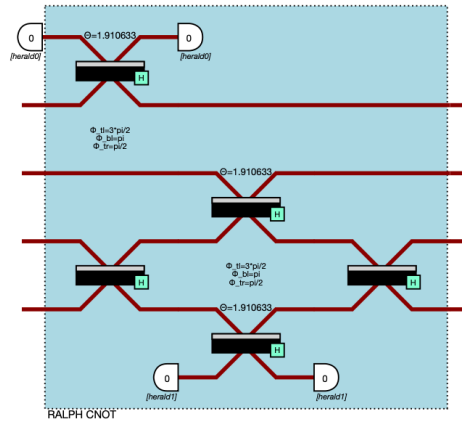 0
Θ=1.910633
0
[herald0]
[herald0]
H
Φ_tl=3*pi/2
Φ_bl=pi
Φ_tr=pi/2
Θ=1.910633
H
Φ_tl=3*pi/2
Φ_bl=pi
Φ_tr=pi/2
H
H
Θ=1.910633
H
0
0
[herald1]
[herald1]
RALPH CNOT